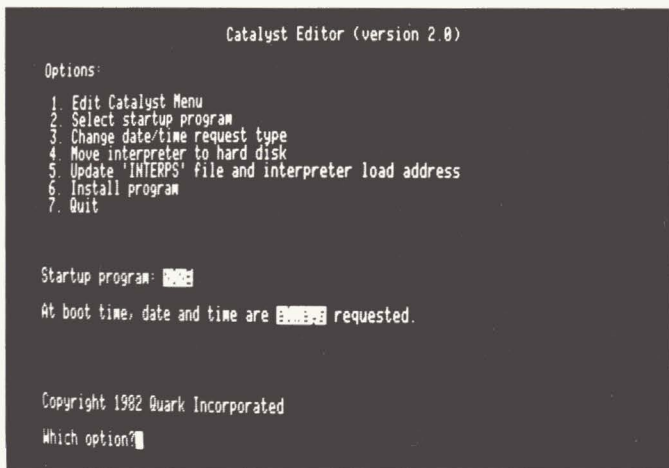 Catalyst Editor (version 2.0)
Options:
1. Edit Catalyst Menu
2. Select startup program
3. Change date/time request type
4. Move interpreter to hard disk
5. Update 'INTERPS' file and interpreter load address
6. Install program
7. Quit
Startup program:
At boot time, date and time are requested.
Copyright 1982 Quark Incorporated
Which option?